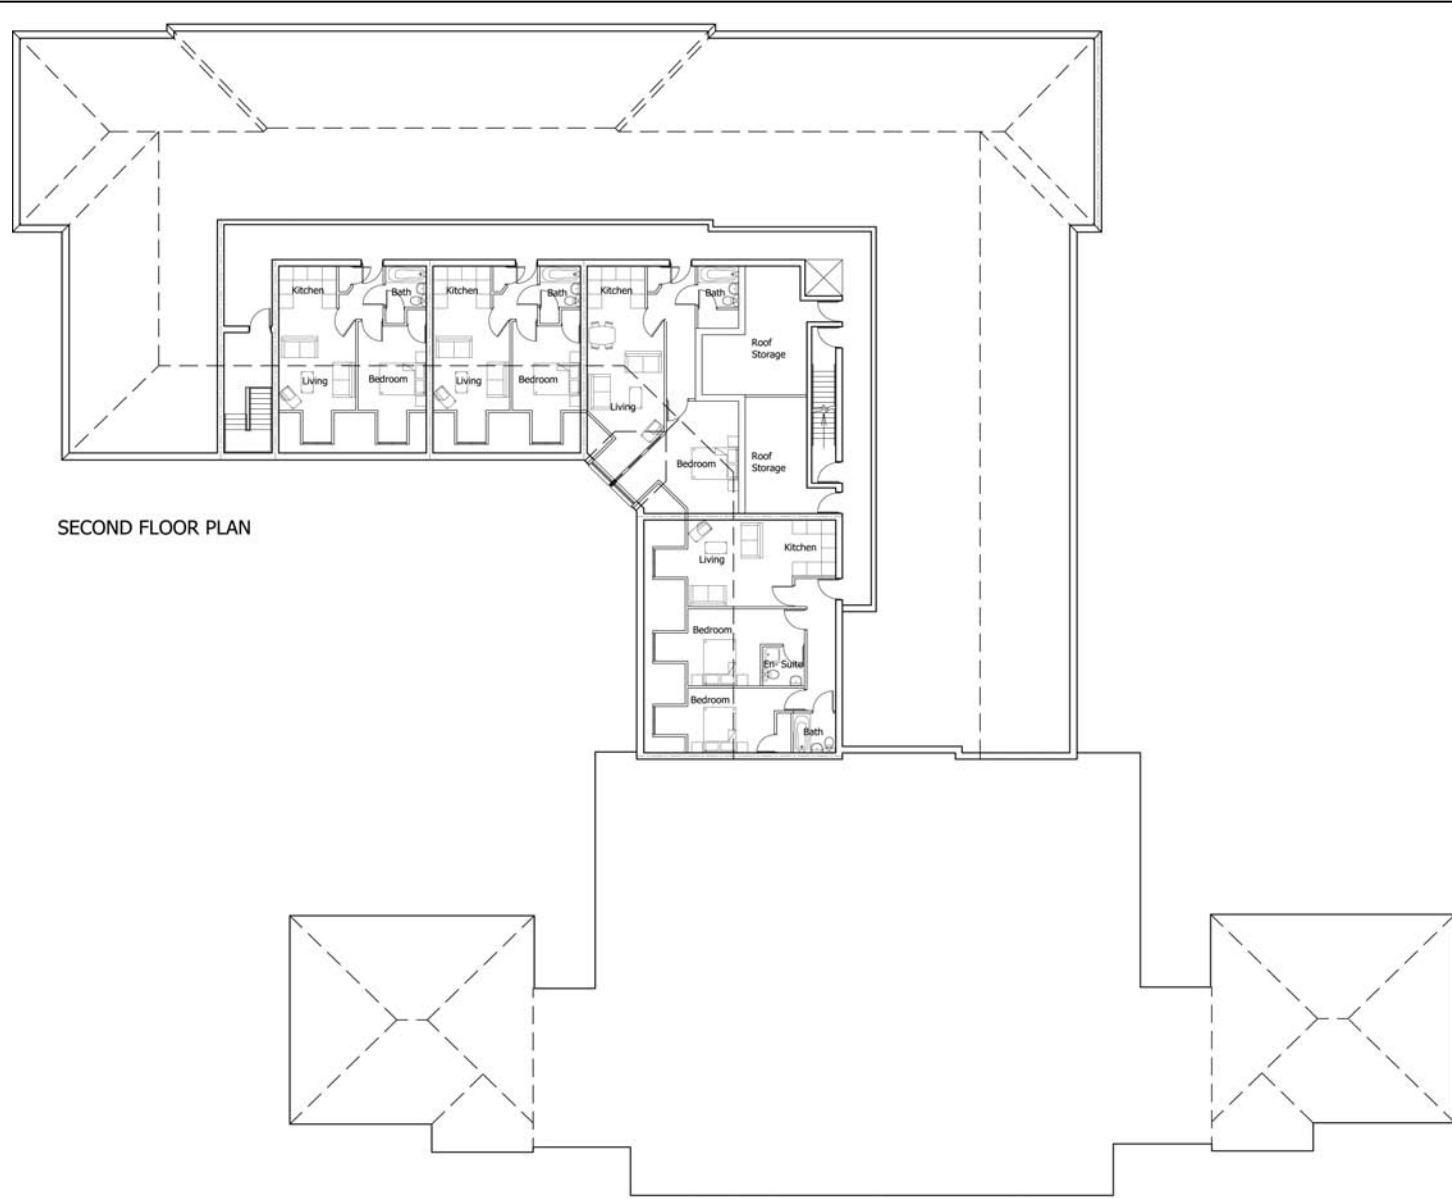 Kitchen
Bath
Kitchen
Bath
Kitchen
Bath
Roof
Storage
Living
Bedroom
Living
Bedroom
Living
Bedroom
Roof
Storage
SECOND FLOOR PLAN
Kitchen
Living
Bedroom
En- Suite
Bedroom
Bath